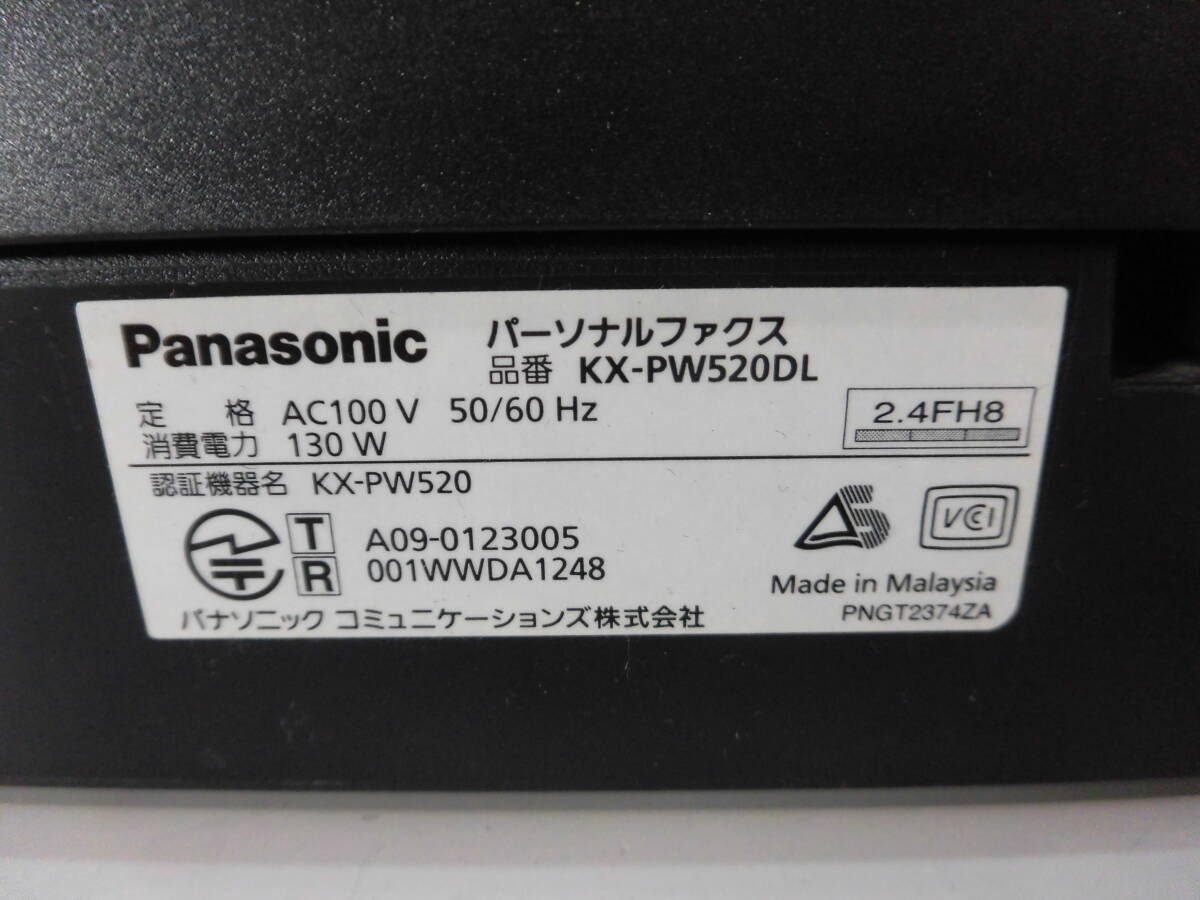 Panasonic パーソナルファクス
品番 KX-PW520DL
定 格 AC100 V 50/60 Hz
消費電力 130 W
2.4FH8
認証機器名 KX-PW520
T A09-0123005
R 001WWDA1248
VCCI
Made in Malaysia
パナソニック コミュニケーションズ株式会社
PNGT2374ZA